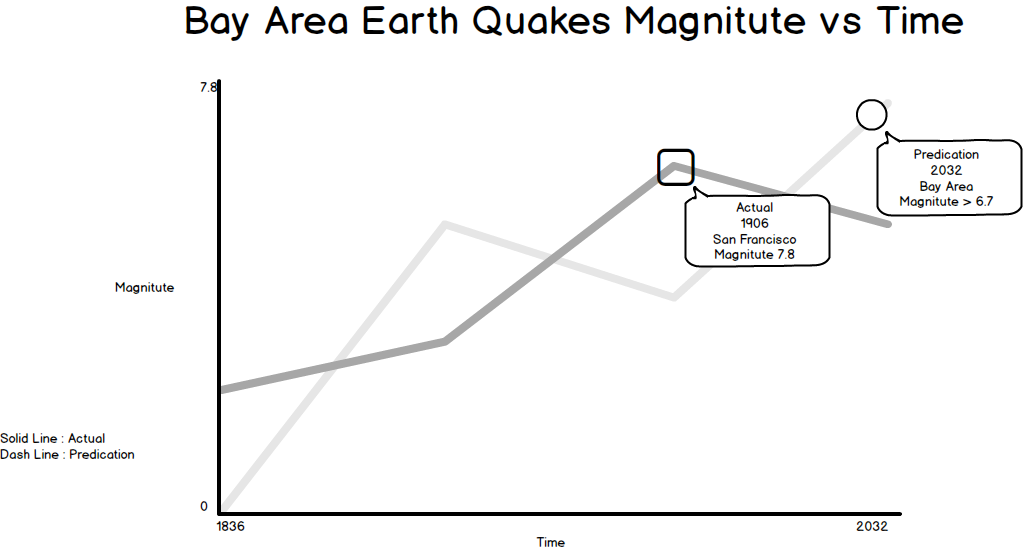 Bay Area Earth Quakes Magnitute vs Time
7.8
Predication
2032
Bay Area
Magnitute > 6.7
Actual
1906
San Francisco
Magnitute 7.8
Magnitute
Solid Line : Actual
Dash Line : Predication
0
1836
2032
Time